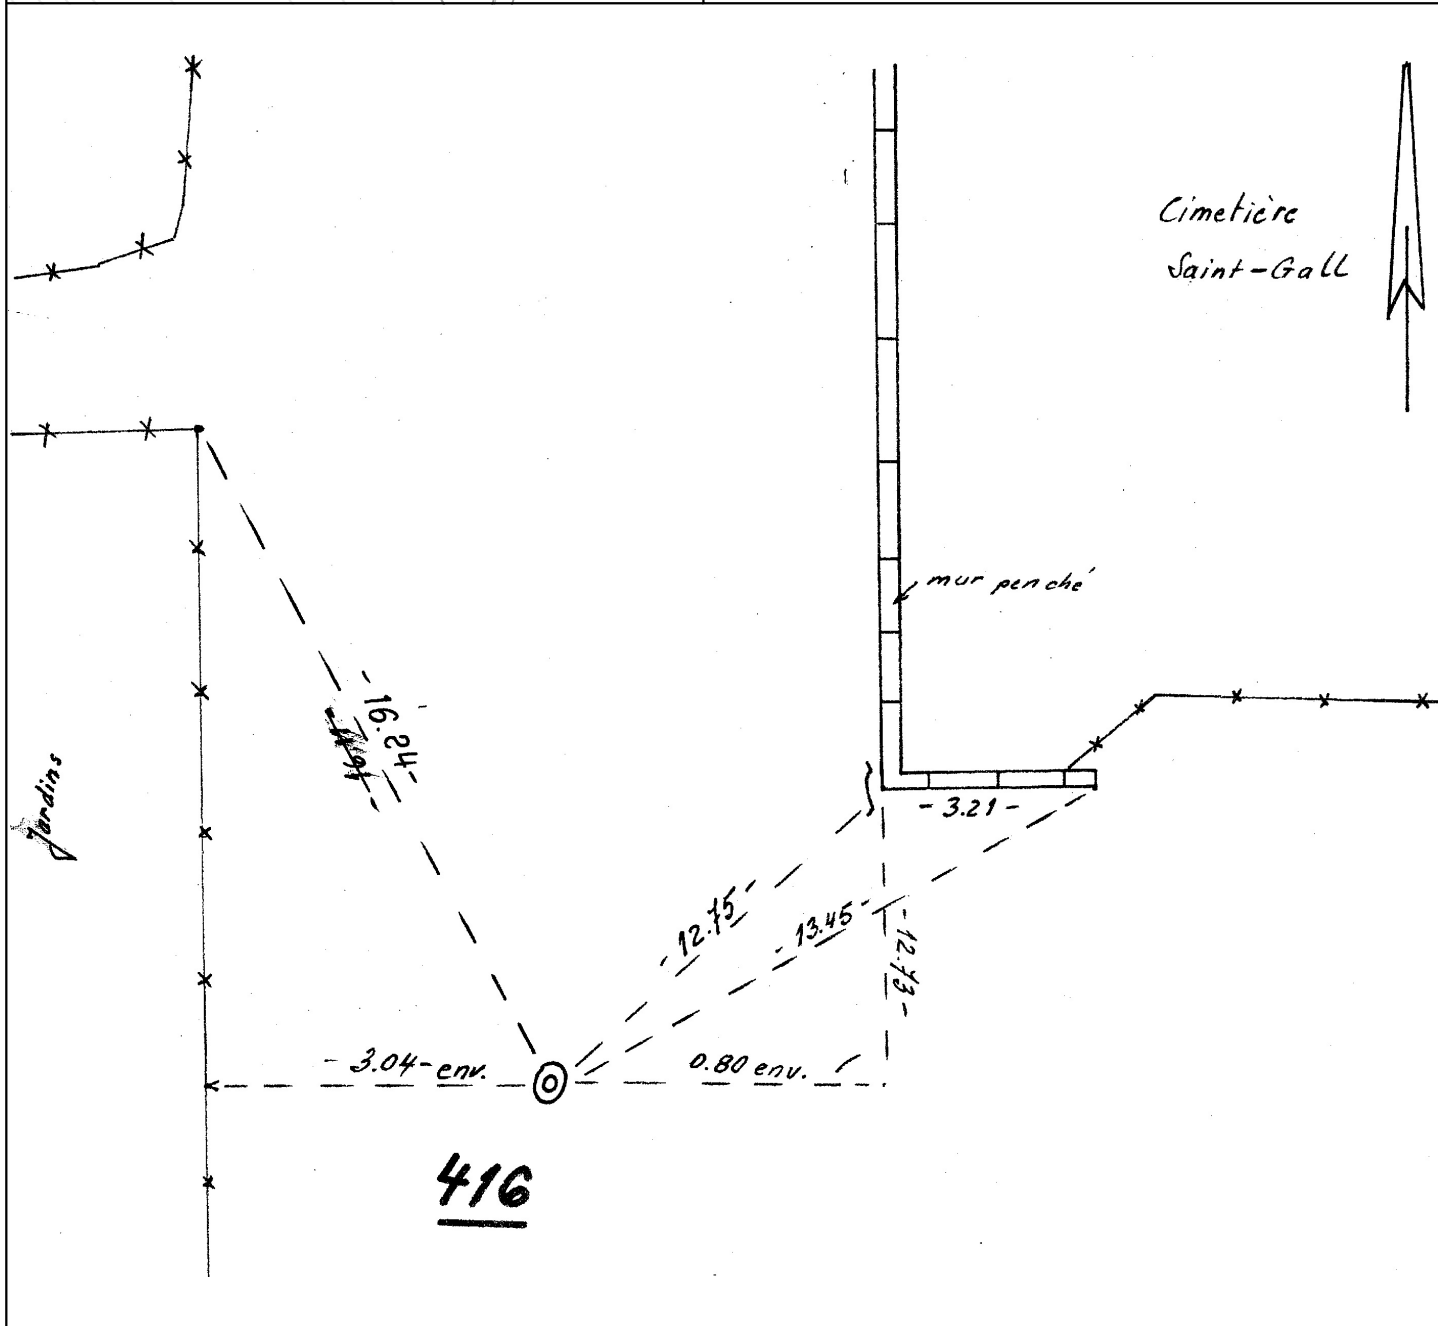 Cimetière
Saint-Gall
mur penché
- 16.24 -
Jardins
- 3.21 -
- 12.75 -
- 13.45 -
- 12.73 -
- 3.04 - env.
0.80 env.
416